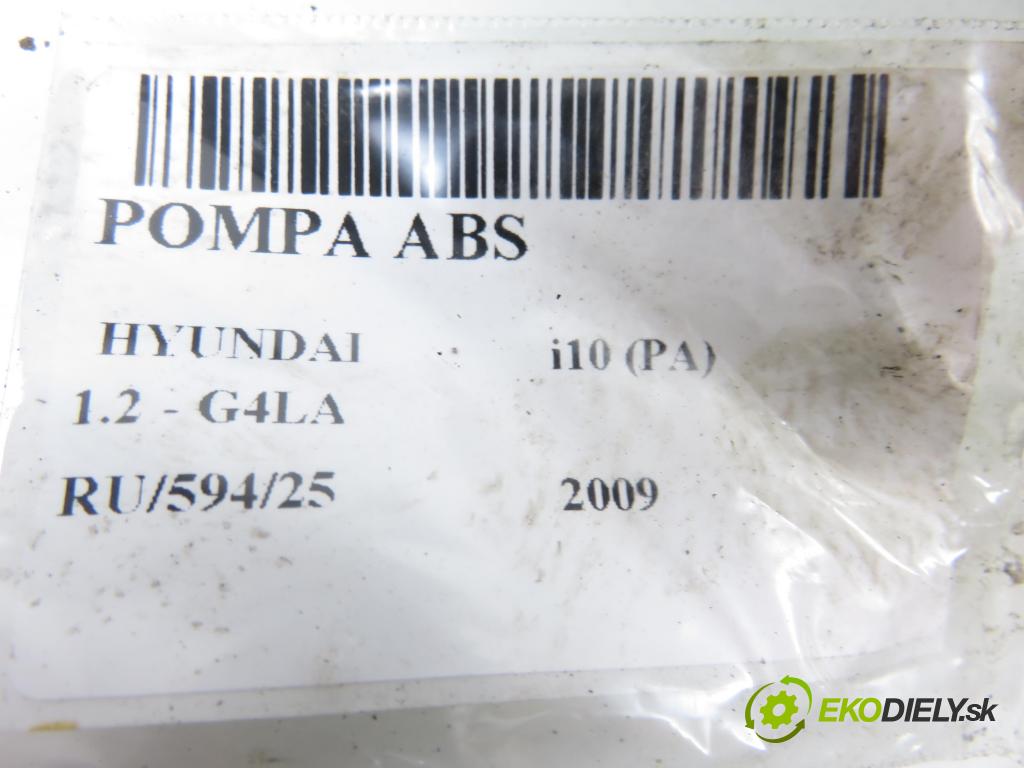 POMPA ABS
HYUNDAI i10 (PA)
1.2 - G4LA
RU/594/25 2009
EKODIELY.sk